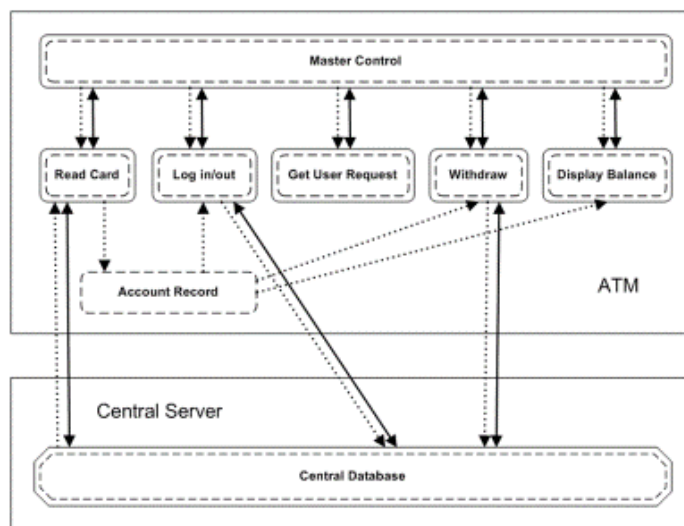 Master Control
Read Card
Log in/out
Get User Request
Withdraw
Display Balance
Account Record
ATM
Central Server
Central Database